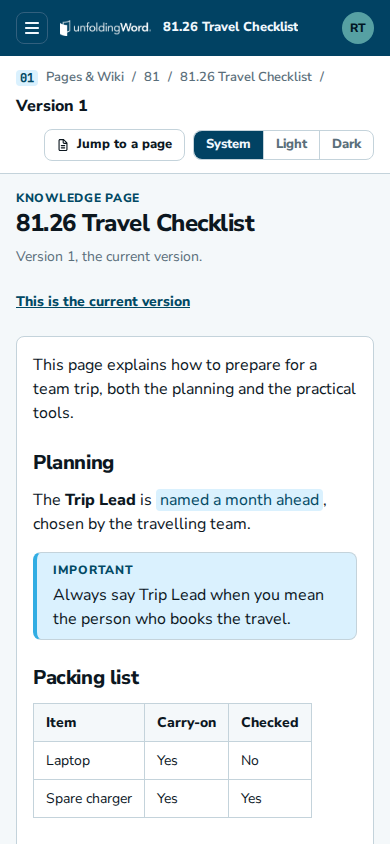 unfoldingWord. 81.26 Travel Checklist RT
01 Pages & Wiki / 81 / 81.26 Travel Checklist /
Version 1
Jump to a page System Light Dark
KNOWLEDGE PAGE
81.26 Travel Checklist
Version 1, the current version.
This is the current version
This page explains how to prepare for a
team trip, both the planning and the practical
tools.
Planning
The Trip Lead is named a month ahead,
chosen by the travelling team.
IMPORTANT
Always say Trip Lead when you mean
the person who books the travel.
Packing list
Item Carry-on Checked
Laptop Yes No
Spare charger Yes Yes